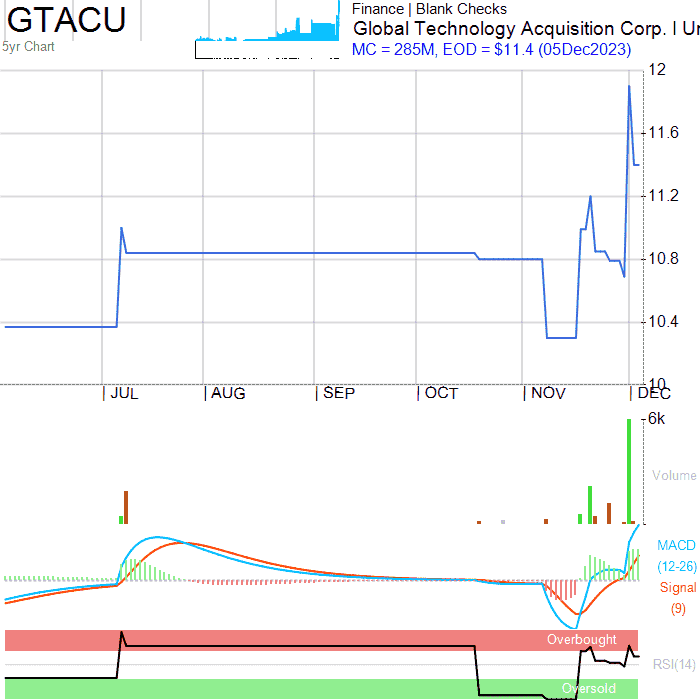 GTACU
5yr Chart
Finance | Blank Checks
Global Technology Acquisition Corp. I Ur
MC = 285M, EOD = $11.4 (05Dec2023)
12
11.6
11.2
10.8
10.4
10
JUL AUG SEP OCT NOV DEC
6k
Volume
MACD
(12-26)
Signal
(9)
Overbought
RSI(14)
Oversold